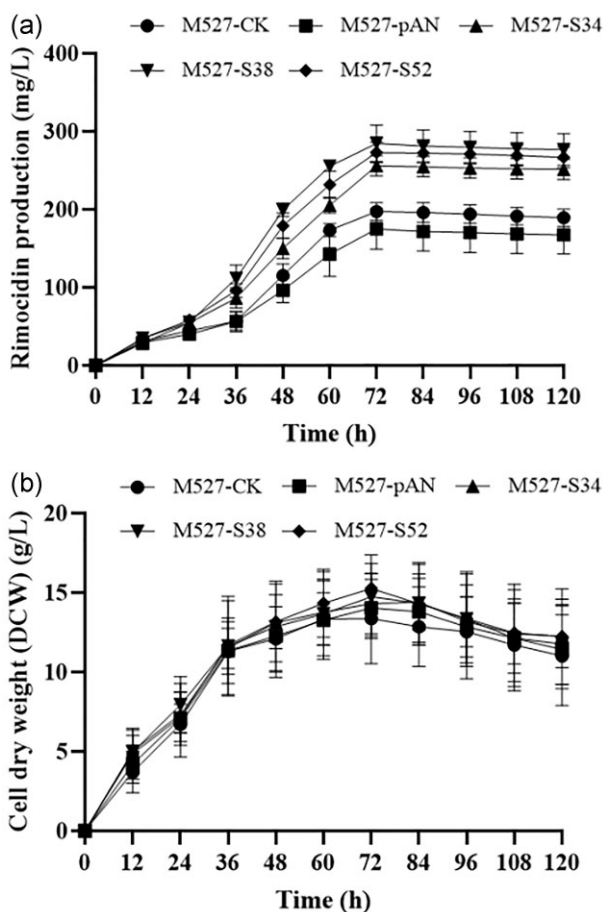 (a)
M527-CK M527-pAN M527-S34
M527-S38 M527-S52
Rimocidin production (mg/L)
400
300
200
100
0
0 12 24 36 48 60 72 84 96 108 120
Time (h)
(b)
M527-CK M527-pAN M527-S34
M527-S38 M527-S52
Cell dry weight (DCW) (g/L)
20
15
10
5
0
0 12 24 36 48 60 72 84 96 108 120
Time (h)